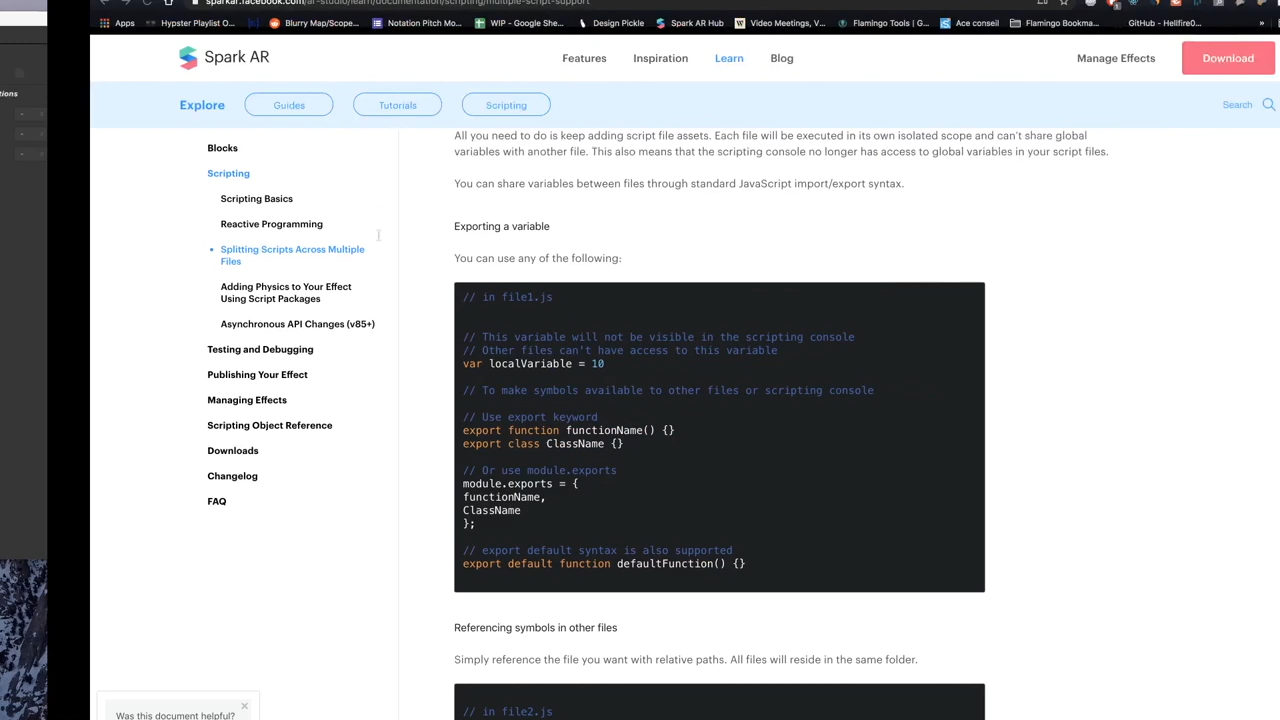 sparkar.facebook.com/ar-studio/learn/documentation/scripting/multiple-script-support
Apps
Hypster Playlist O...
Blurry Map/Scope...
Notation Pitch Mo...
WIP - Google She...
Design Pickle
Spark AR Hub
Video Meetings, V...
Flamingo Tools | G...
Ace conseil
Flamingo Bookma...
GitHub - Hellfire0...
»
Spark AR
Features
Inspiration
Learn
Blog
Manage Effects
Download
Explore
Guides
Tutorials
Scripting
Search
tions
Blocks
Scripting
Scripting Basics
Reactive Programming
Splitting Scripts Across Multiple
Files
Adding Physics to Your Effect
Using Script Packages
Asynchronous API Changes (v85+)
Testing and Debugging
Publishing Your Effect
Managing Effects
Scripting Object Reference
Downloads
Changelog
FAQ
All you need to do is keep adding script file assets. Each file will be executed in its own isolated scope and can't share global
variables with another file. This also means that the scripting console no longer has access to global variables in your script files.
You can share variables between files through standard JavaScript import/export syntax.
Exporting a variable
You can use any of the following:
// in file1.js
// This variable will not be visible in the scripting console
// Other files can't have access to this variable
var localVariable = 10
// To make symbols available to other files or scripting console
// Use export keyword
export function functionName() {}
export class ClassName {}
// Or use module.exports
module.exports = {
functionName,
ClassName
};
// export default syntax is also supported
export default function defaultFunction() {}
Referencing symbols in other files
Simply reference the file you want with relative paths. All files will reside in the same folder.
// in file2.js
Was this document helpful?